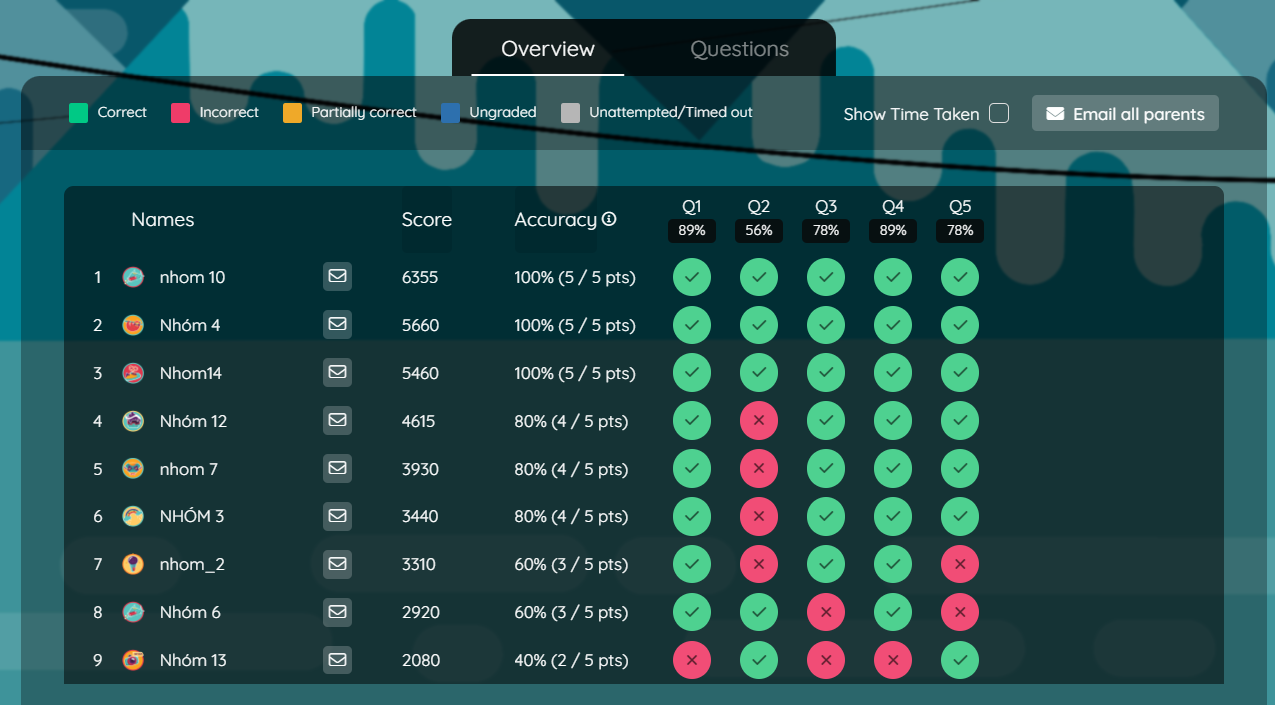 Overview Questions
Correct Incorrect Partially correct Ungraded Unattempted/Timed out Show Time Taken Email all parents
Names Score Accuracy Q1 Q2 Q3 Q4 Q5
89% 56% 78% 89% 78%
1 nhom 10 6355 100% (5 / 5 pts)
2 Nhóm 4 5660 100% (5 / 5 pts)
3 Nhom14 5460 100% (5 / 5 pts)
4 Nhóm 12 4615 80% (4 / 5 pts)
5 nhom 7 3930 80% (4 / 5 pts)
6 NHÓM 3 3440 80% (4 / 5 pts)
7 nhom_2 3310 60% (3 / 5 pts)
8 Nhóm 6 2920 60% (3 / 5 pts)
9 Nhóm 13 2080 40% (2 / 5 pts)